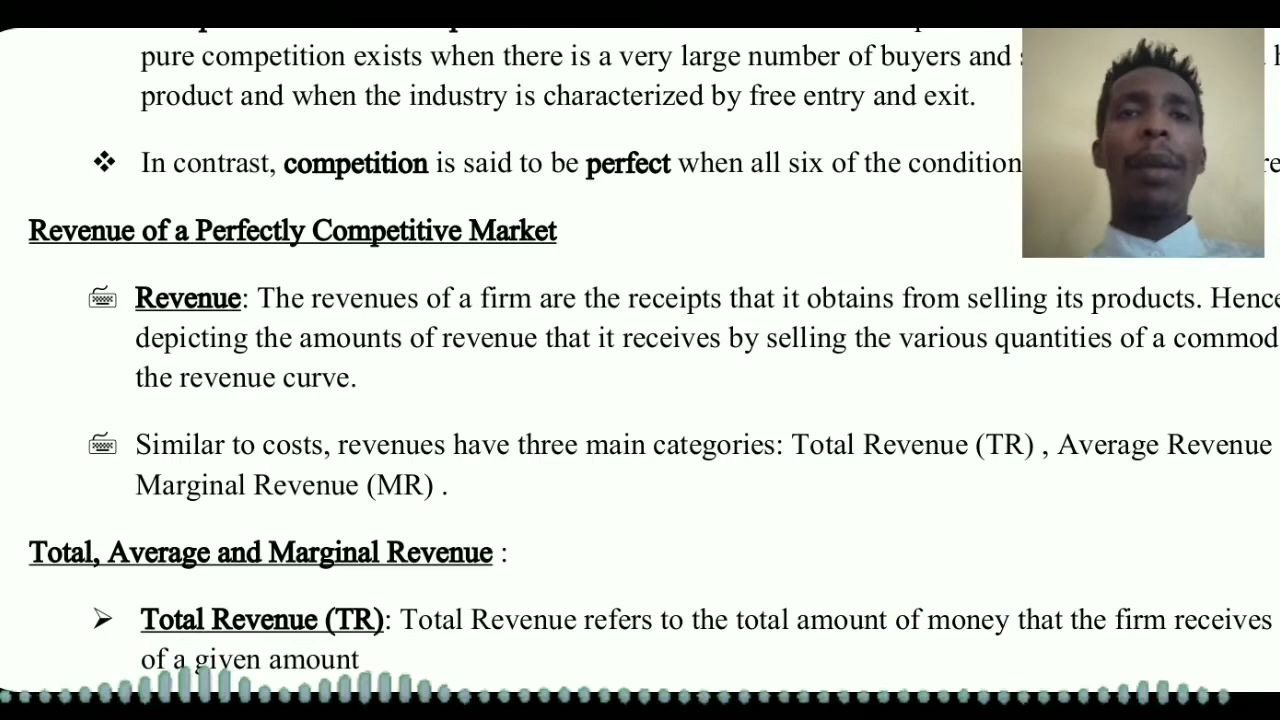 pure competition exists when there is a very large number of buyers and
product and when the industry is characterized by free entry and exit.
❖ In contrast, competition is said to be perfect when all six of the condition
Revenue of a Perfectly Competitive Market
Revenue: The revenues of a firm are the receipts that it obtains from selling its products. Hence
depicting the amounts of revenue that it receives by selling the various quantities of a commod
the revenue curve.
Similar to costs, revenues have three main categories: Total Revenue (TR) , Average Revenue
Marginal Revenue (MR) .
Total, Average and Marginal Revenue :
➢ Total Revenue (TR): Total Revenue refers to the total amount of money that the firm receives
of a given amount